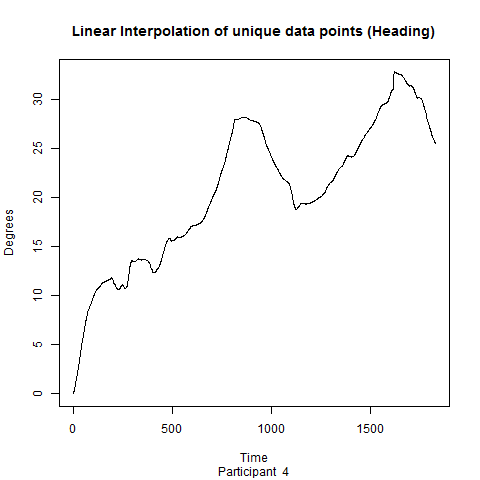 Linear Interpolation of unique data points (Heading)
Degrees
30
25
20
15
10
5
0
0 500 1000 1500
Time
Participant 4